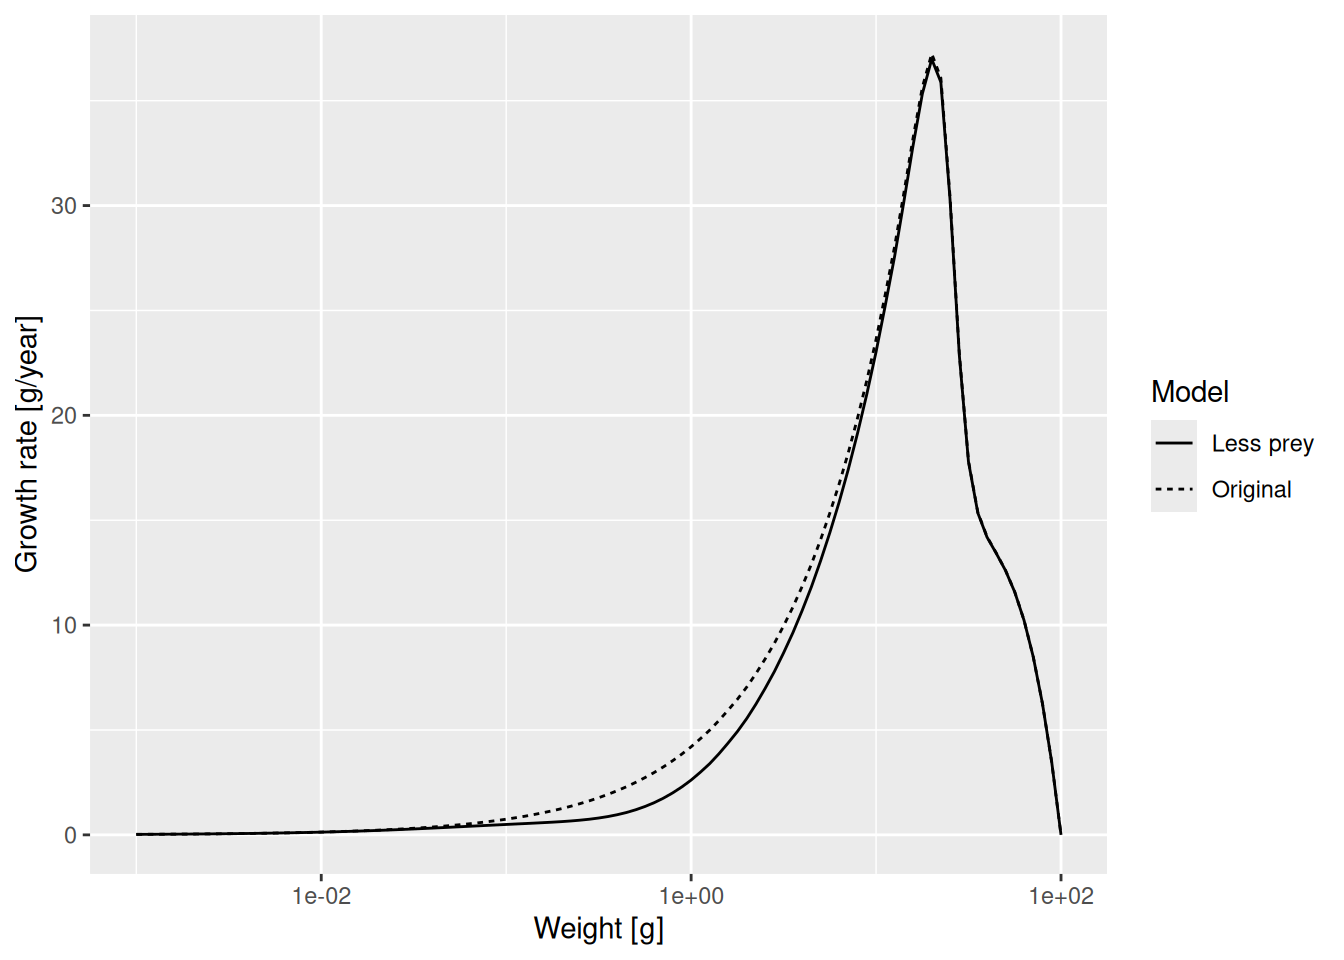 30
20
10
0
1e-02 1e+00 1e+02
Weight [g]
Growth rate [g/year]
Model
Less prey
Original